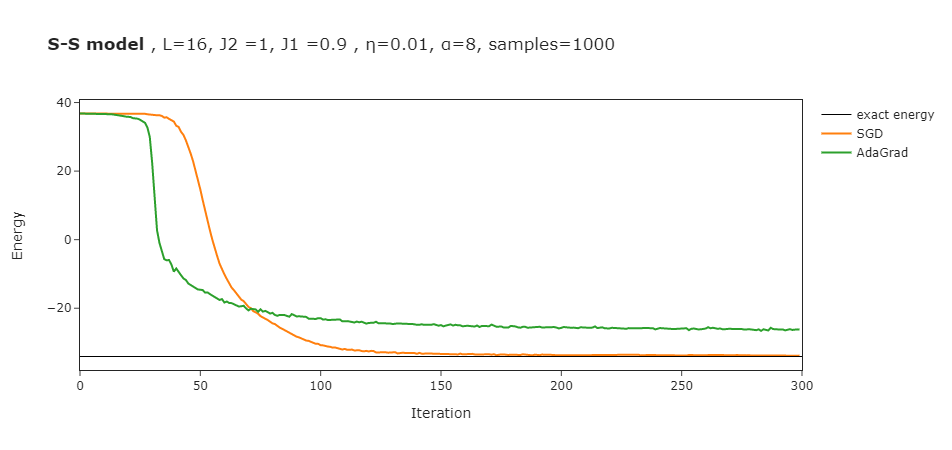 S-S model , L=16, J2 =1, J1 =0.9 , η=0.01, α=8, samples=1000
40
20
0
−20
Energy
0
50
100
150
200
250
300
Iteration
exact energy
SGD
AdaGrad